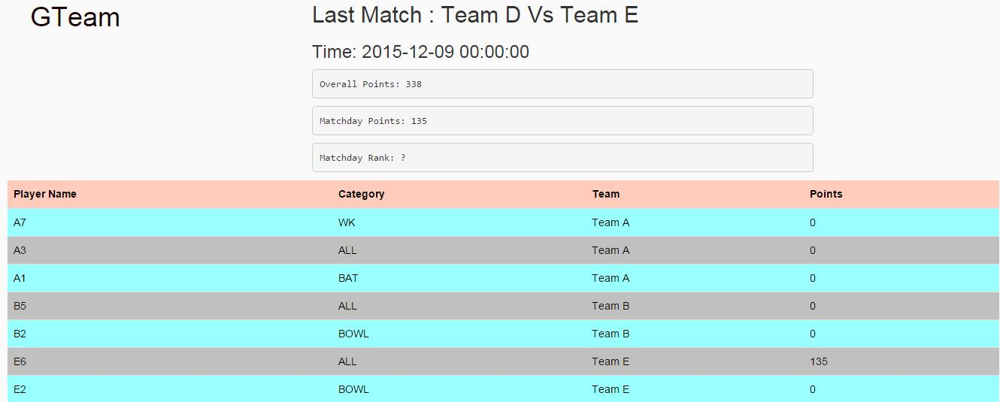 GTeam
Last Match : Team D Vs Team E
Time: 2015-12-09 00:00:00
Overall Points: 338
Matchday Points: 135
Matchday Rank: ?
Player Name Category Team Points
A7 WK Team A 0
A3 ALL Team A 0
A1 BAT Team A 0
B5 ALL Team B 0
B2 BOWL Team B 0
E6 ALL Team E 135
E2 BOWL Team E 0